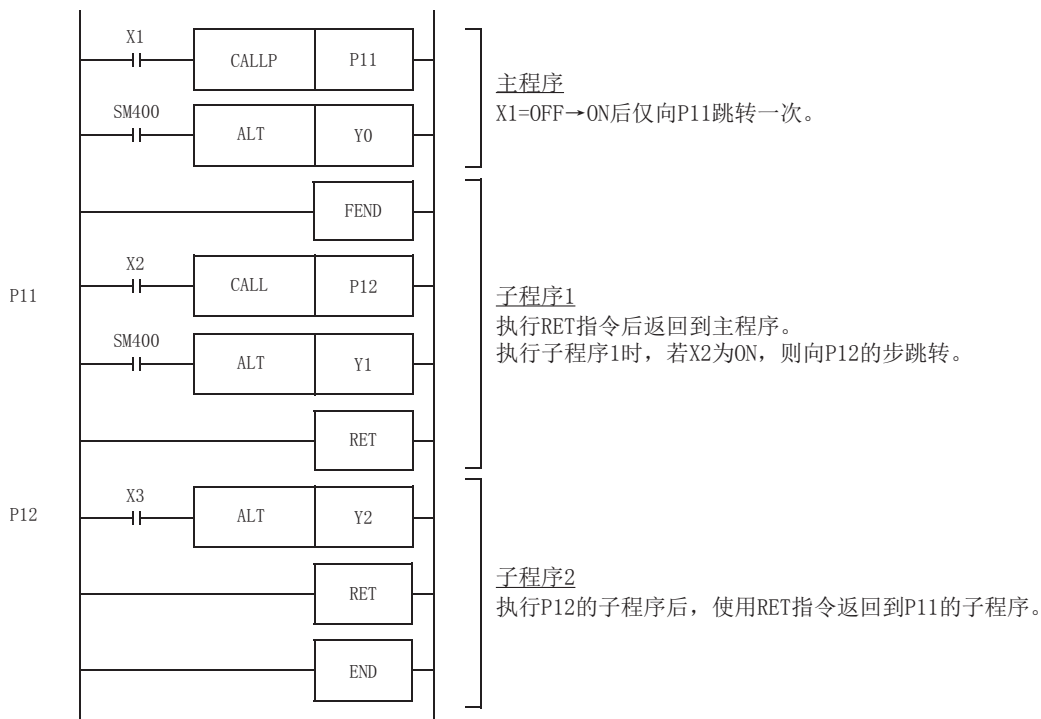 X1
CALLP P11
SM400
ALT Y0
主程序
X1=OFF→ON后仅向P11跳转一次。
FEND
P11
X2
CALL P12
SM400
ALT Y1
RET
子程序1
执行RET指令后返回到主程序。
执行子程序1时，若X2为ON，则向P12的步跳转。
P12
X3
ALT Y2
RET
END
子程序2
执行P12的子程序后，使用RET指令返回到P11的子程序。